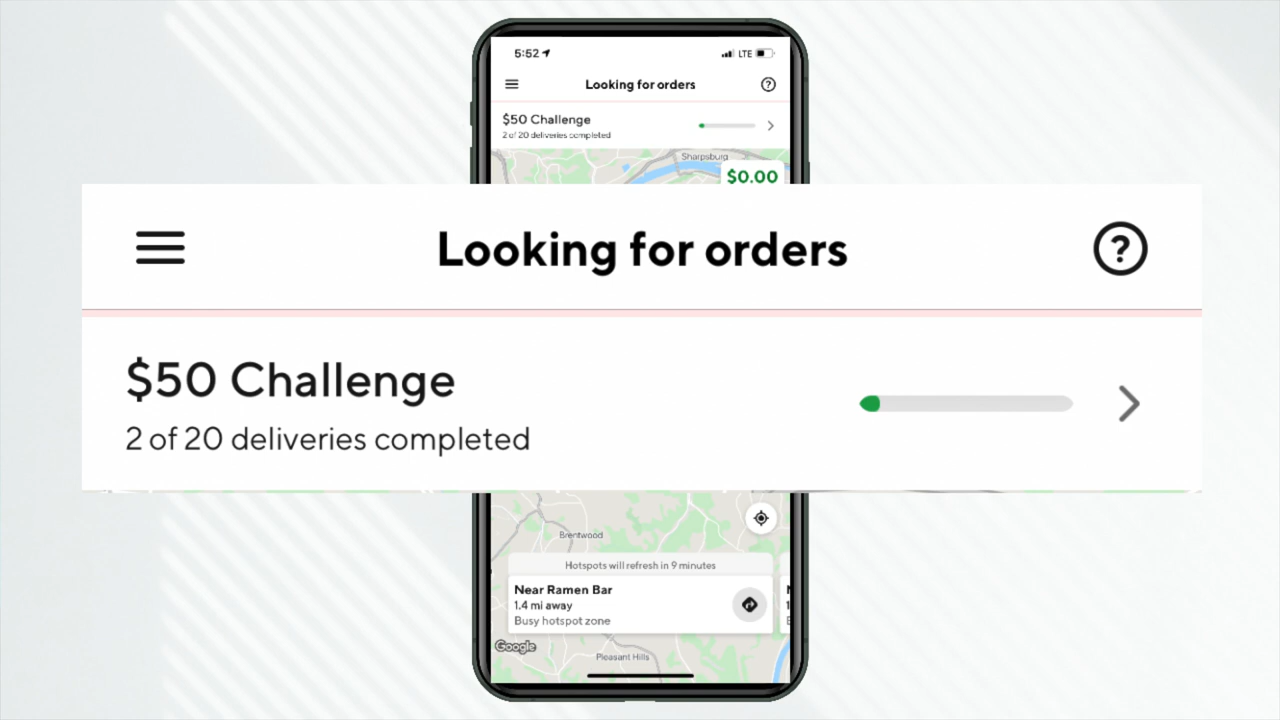 5:52
LTE
Looking for orders
$50 Challenge
2 of 20 deliveries completed
Sharpsburg
$0.00
Looking for orders
$50 Challenge
2 of 20 deliveries completed
Brentwood
Hotspots will refresh in 9 minutes
Near Ramen Bar
1.4 mi away
Busy hotspot zone
Google
Pleasant Hills